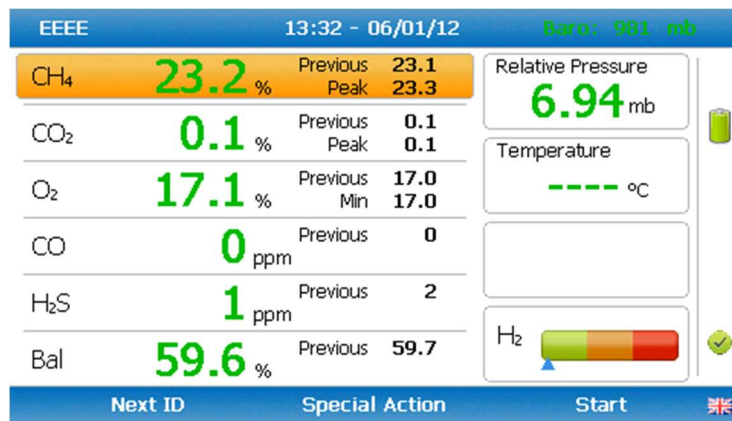 EEEE 13:32 - 06/01/12 Baro: 981 mb
CH₄ 23.2 % Previous 23.1
Peak 23.3
CO₂ 0.1 % Previous 0.1
Peak 0.1
O₂ 17.1 % Previous 17.0
Min 17.0
CO 0 ppm Previous 0
H₂S 1 ppm Previous 2
Bal 59.6 % Previous 59.7
Relative Pressure
6.94 mb
Temperature
---- °C
H₂
Next ID Special Action Start